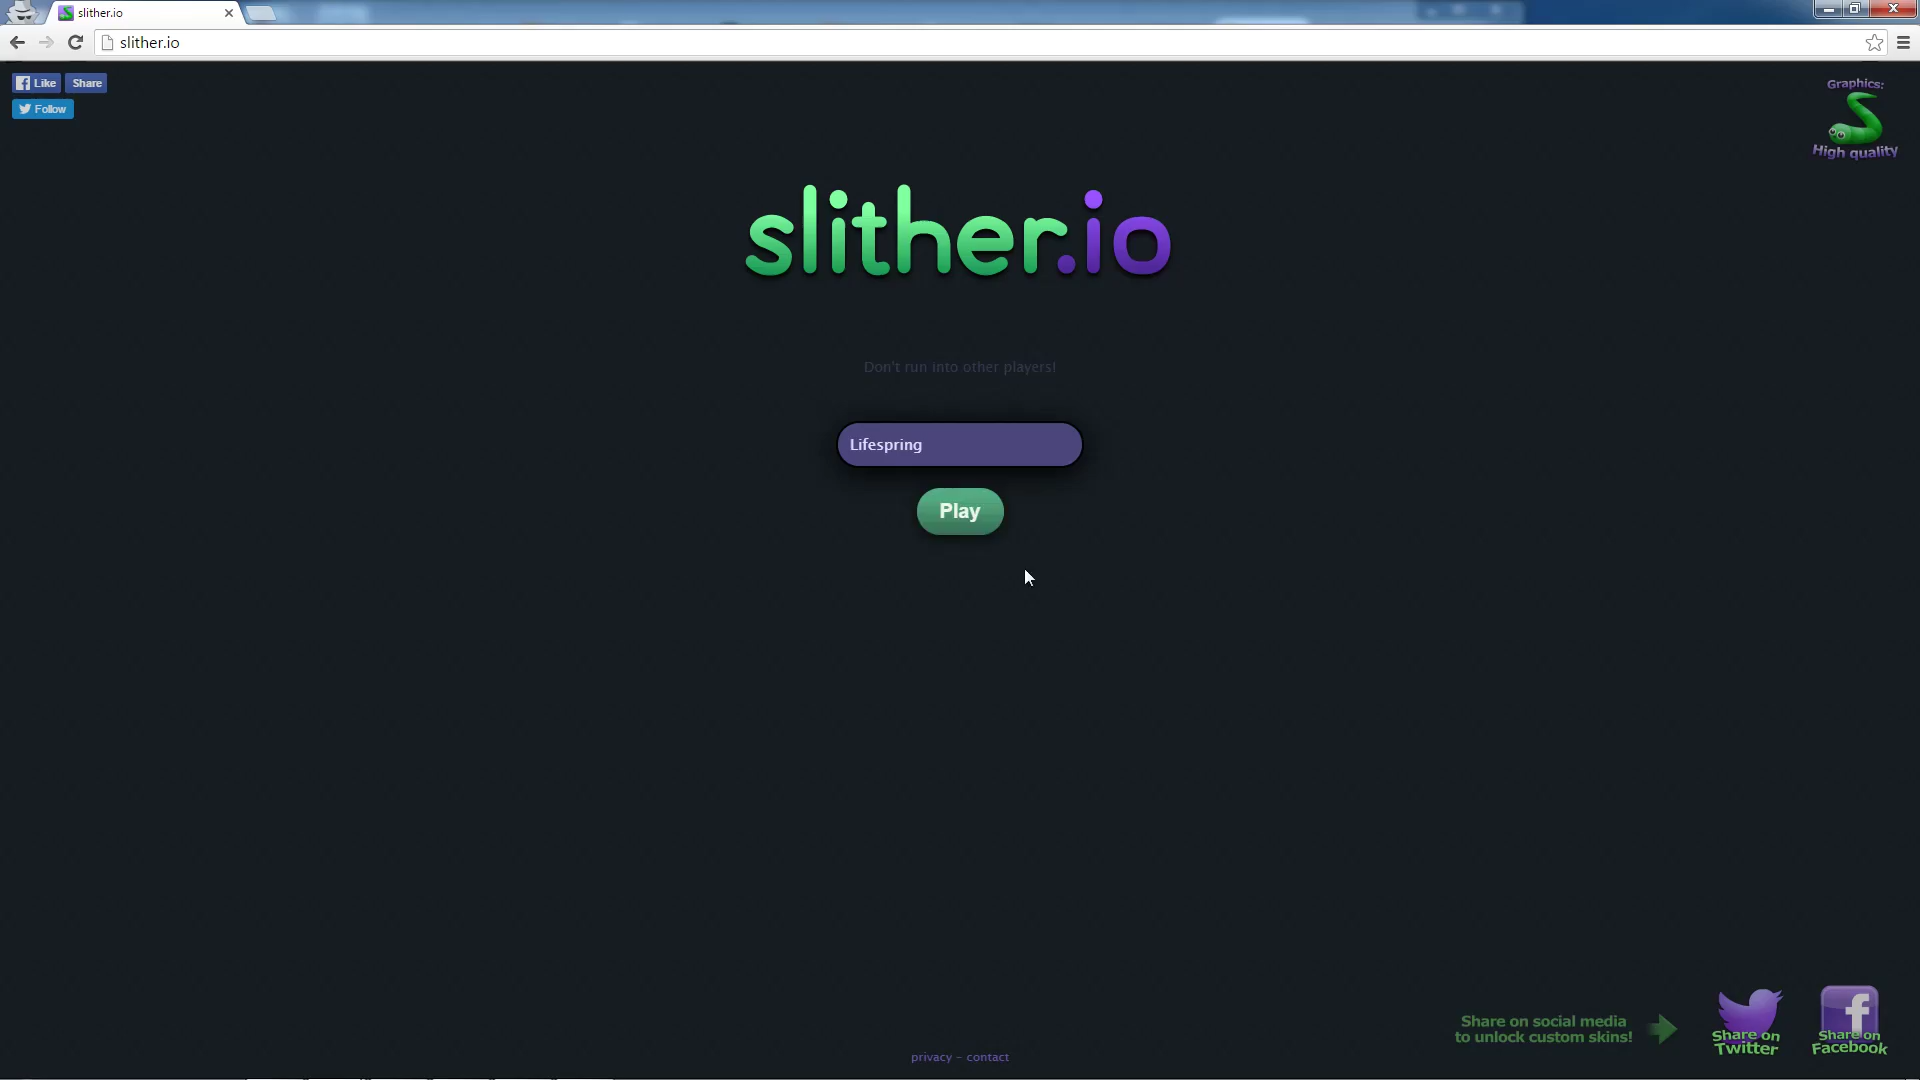 slither.io
slither.io
Like Share
Follow
Graphics:
High quality
slither.io
Don't run into other players!
Lifespring
Play
Share on social media
to unlock custom skins!
Share on
Twitter
Share on
Facebook
privacy - contact